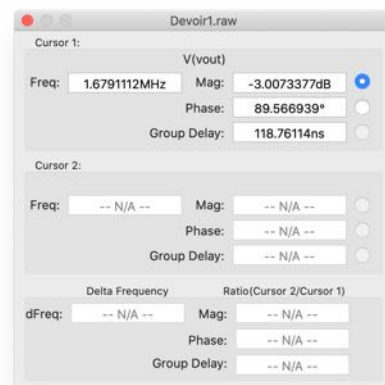 Devoir1.raw
Cursor 1:
V(vout)
Freq: 1.6791112MHz Mag: -3.0073377dB
Phase: 89.566939°
Group Delay: 118.76114ns
Cursor 2:
Freq: -- N/A -- Mag: -- N/A --
Phase: -- N/A --
Group Delay: -- N/A --
Delta Frequency Ratio(Cursor 2/Cursor 1)
dFreq: -- N/A -- Mag: -- N/A --
Phase: -- N/A --
Group Delay: -- N/A --